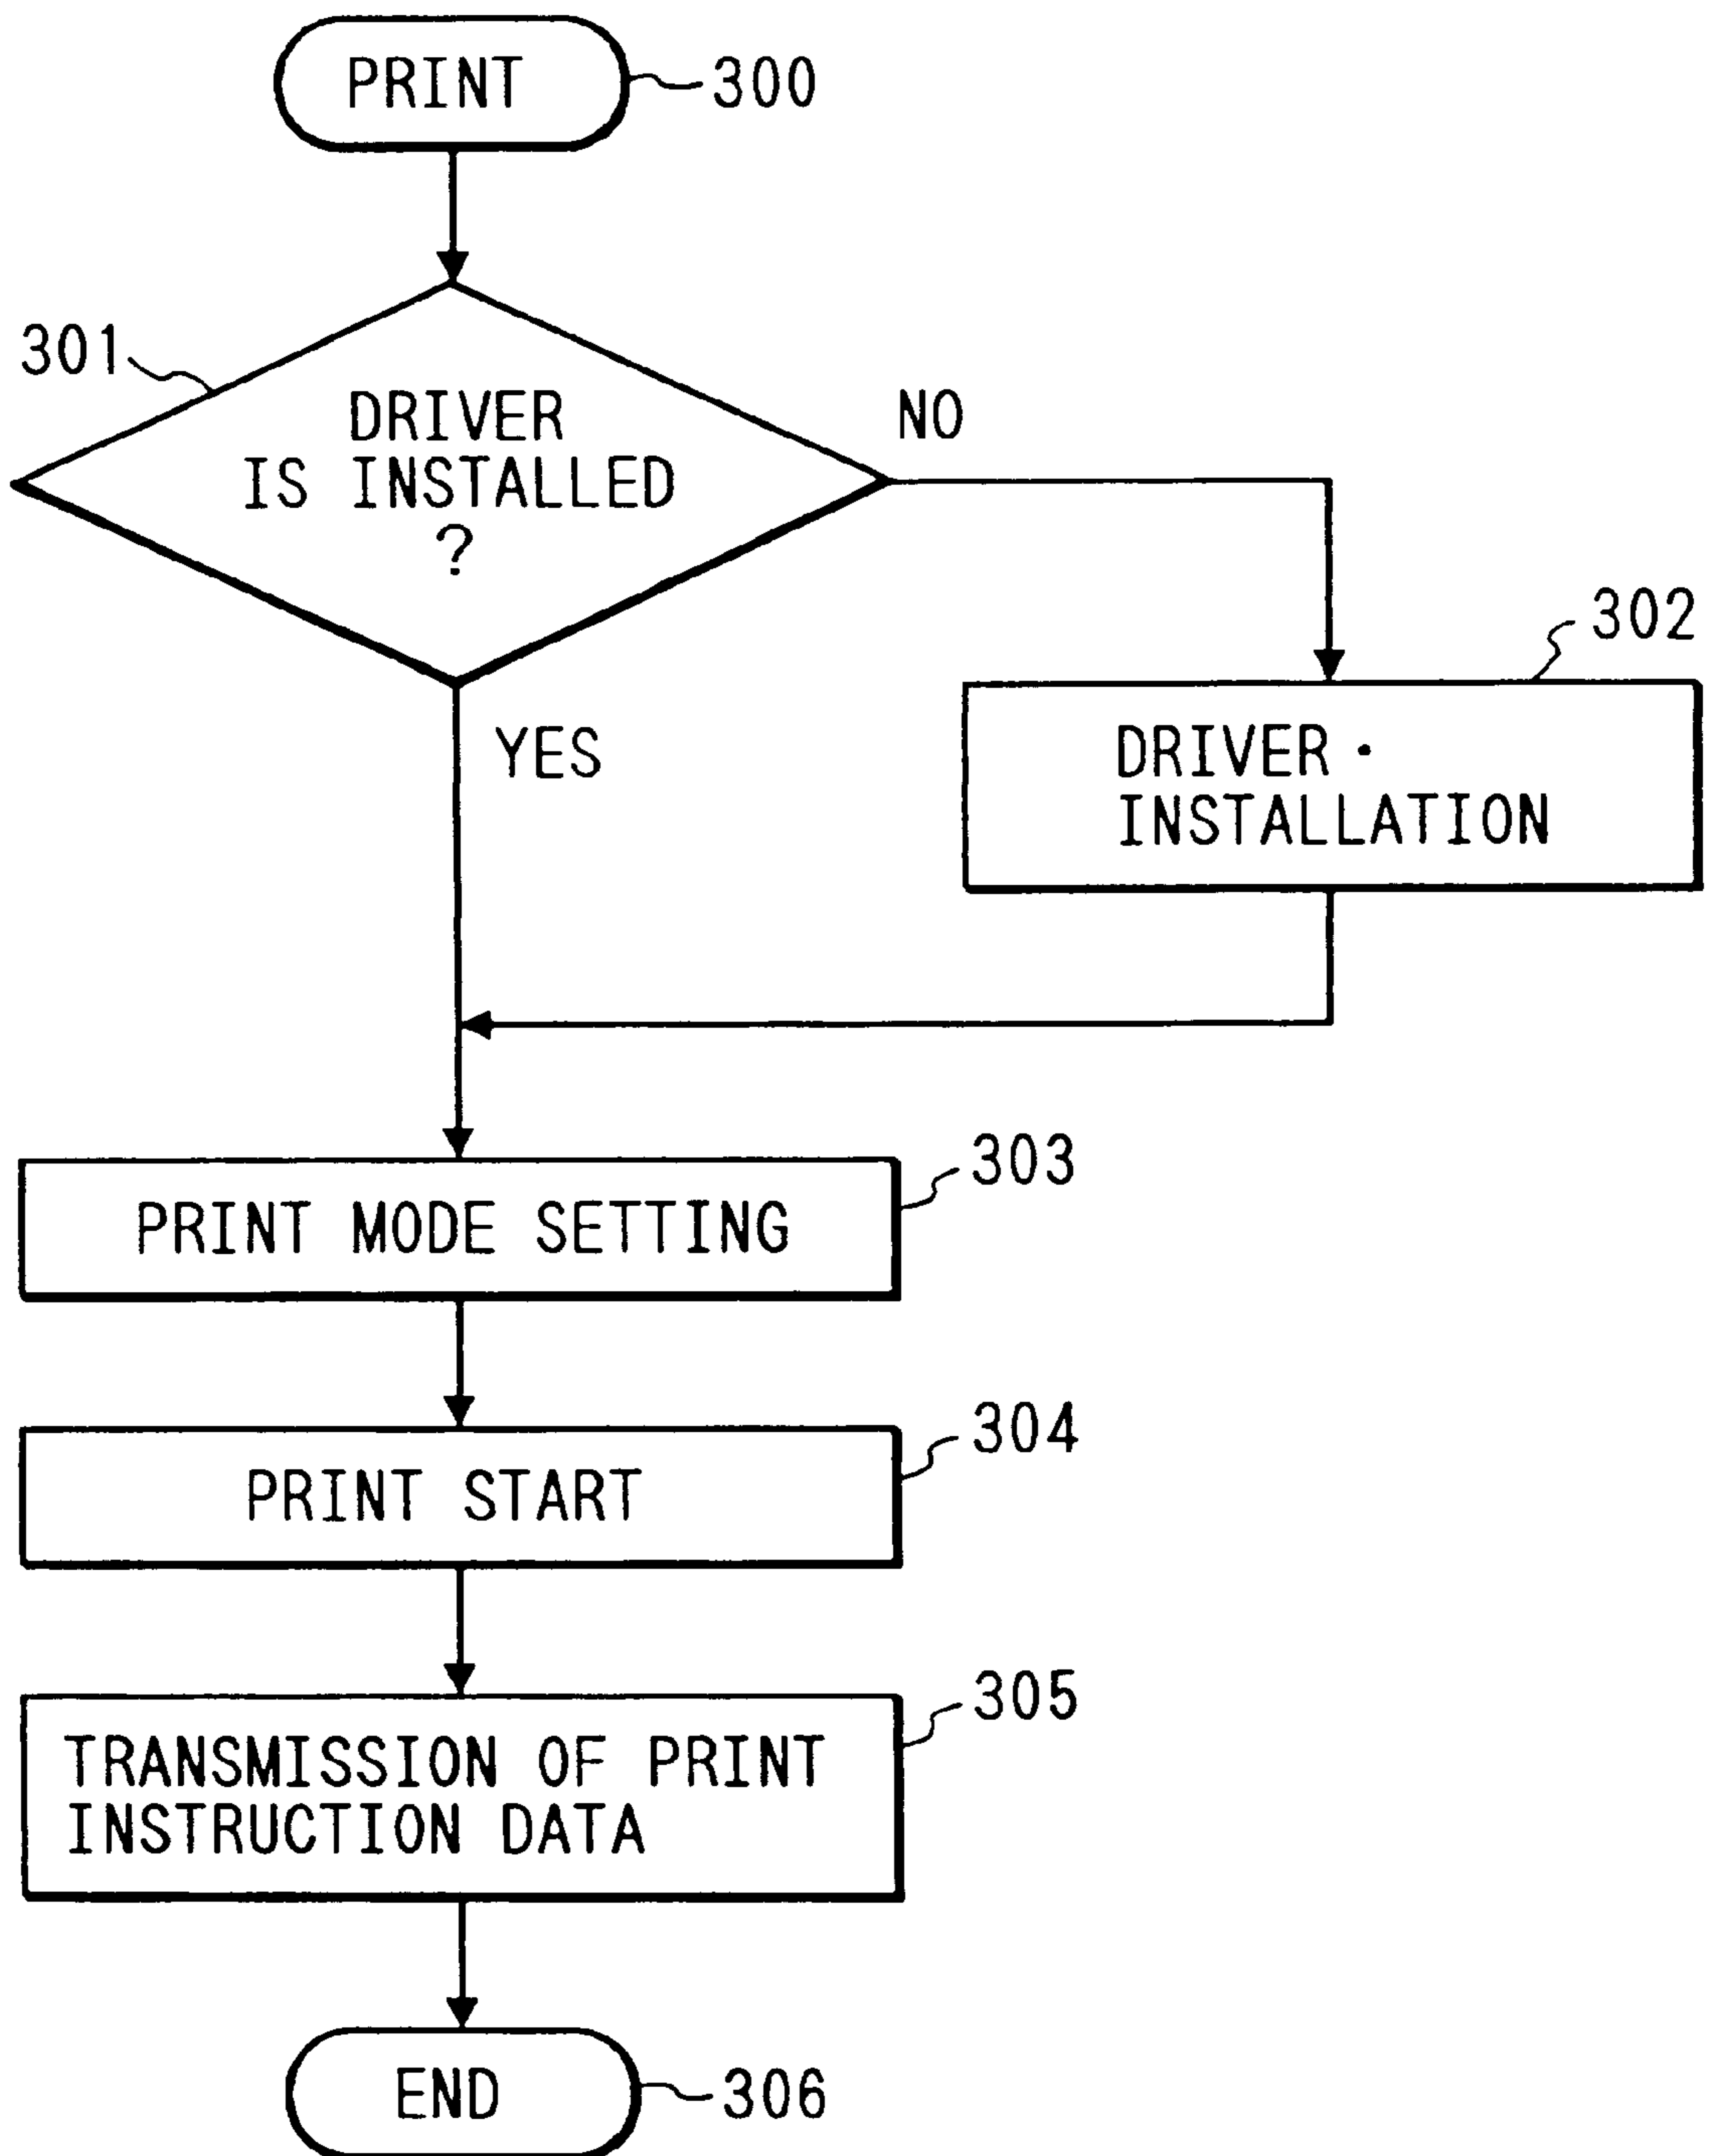 PRINT
300
301
DRIVER
IS INSTALLED
?
NO
302
DRIVER・
INSTALLATION
YES
303
PRINT MODE SETTING
304
PRINT START
305
TRANSMISSION OF PRINT
INSTRUCTION DATA
END
306